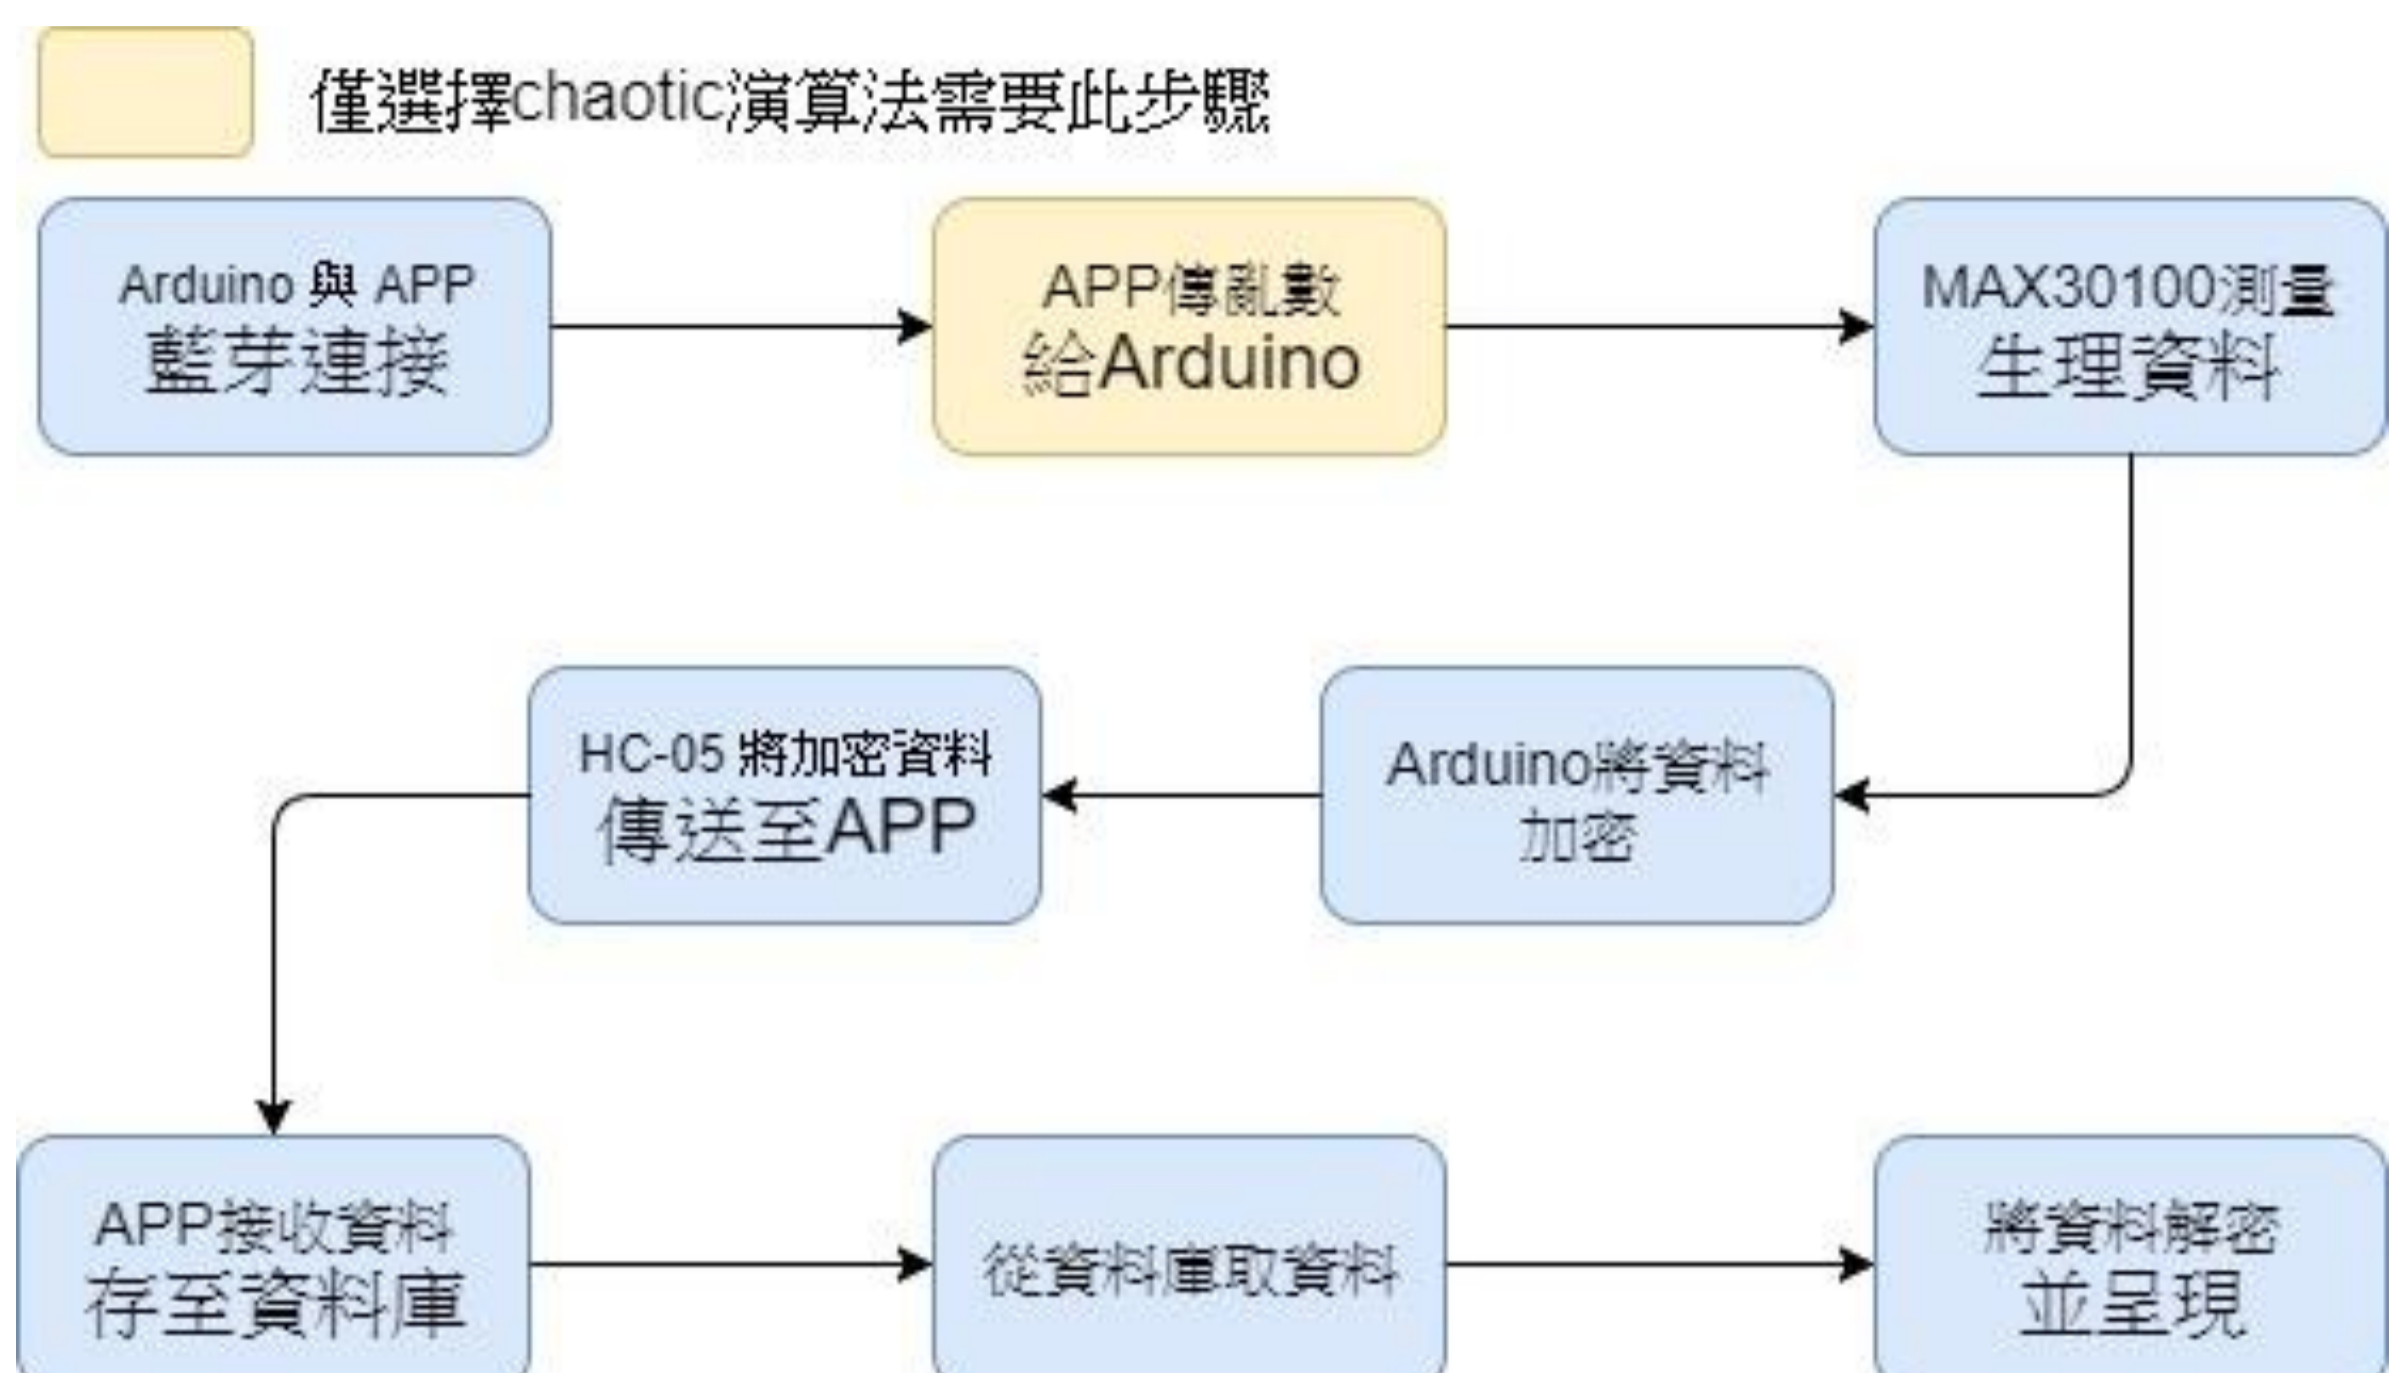 僅選擇chaotic演算法需要此步驟
Arduino 與 APP
藍芽連接
APP傳亂數
給Arduino
MAX30100測量
生理資料
Arduino將資料
加密
HC-05 將加密資料
傳送至APP
APP接收資料
存至資料庫
從資料庫取資料
將資料解密
並呈現